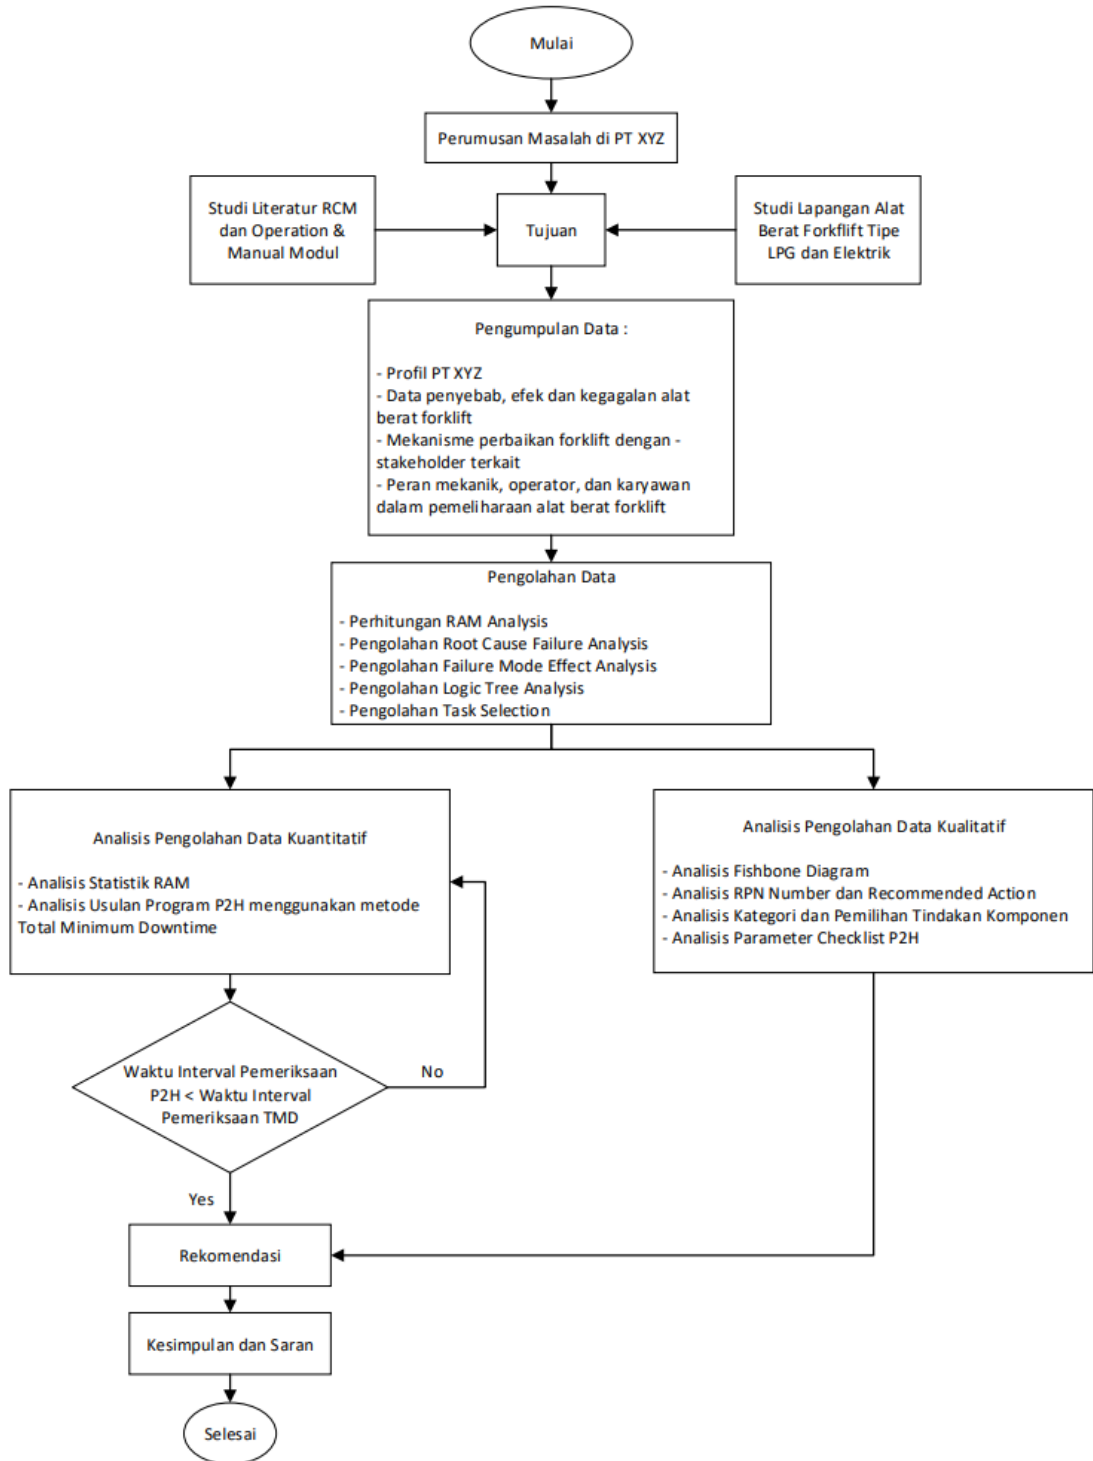 Mulai
Perumusan Masalah di PT XYZ
Studi Literatur RCM
dan Operation &
Manual Modul
Tujuan
Studi Lapangan Alat
Berat Forkflift Tipe
LPG dan Elektrik
Pengumpulan Data :
- Profil PT XYZ
- Data penyebab, efek dan kegagalan alat
berat forklift
- Mekanisme perbaikan forklift dengan -
stakeholder terkait
- Peran mekanik, operator, dan karyawan
dalam pemeliharaan alat berat forklift
Pengolahan Data
- Perhitungan RAM Analysis
- Pengolahan Root Cause Failure Analysis
- Pengolahan Failure Mode Effect Analysis
- Pengolahan Logic Tree Analysis
- Pengolahan Task Selection
Analisis Pengolahan Data Kuantitatif
- Analisis Statistik RAM
- Analisis Usulan Program P2H menggunakan metode
Total Minimum Downtime
Analisis Pengolahan Data Kualitatif
- Analisis Fishbone Diagram
- Analisis RPN Number dan Recommended Action
- Analisis Kategori dan Pemilihan Tindakan Komponen
- Analisis Parameter Checklist P2H
Waktu Interval Pemeriksaan
P2H < Waktu Interval
Pemeriksaan TMD
No
Yes
Rekomendasi
Kesimpulan dan Saran
Selesai